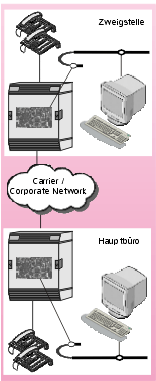 Zweigstelle
Carrier /
Corporate Network
Hauptbüro